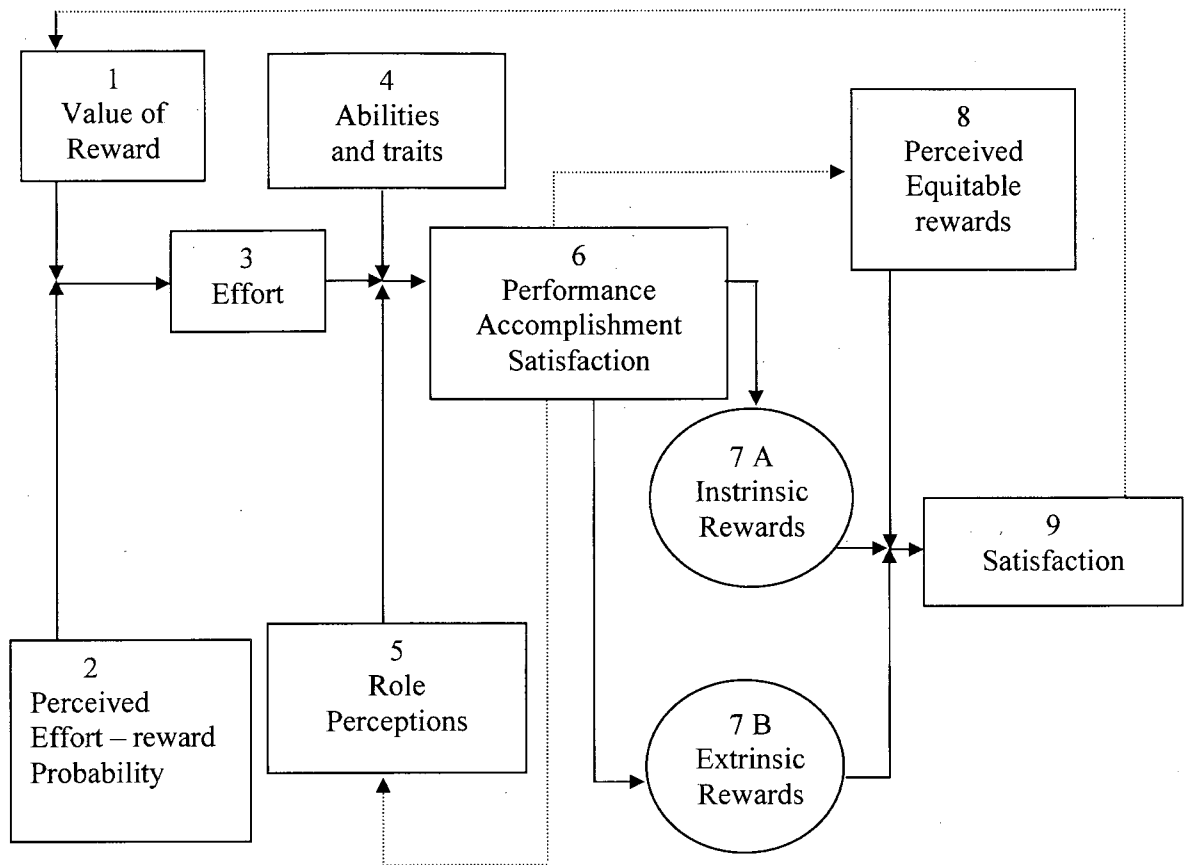 1
Value of
Reward
4
Abilities
and traits
8
Perceived
Equitable
rewards
3
Effort
6
Performance
Accomplishment
Satisfaction
7 A
Instrinsic
Rewards
9
Satisfaction
2
Perceived
Effort – reward
Probability
5
Role
Perceptions
7 B
Extrinsic
Rewards